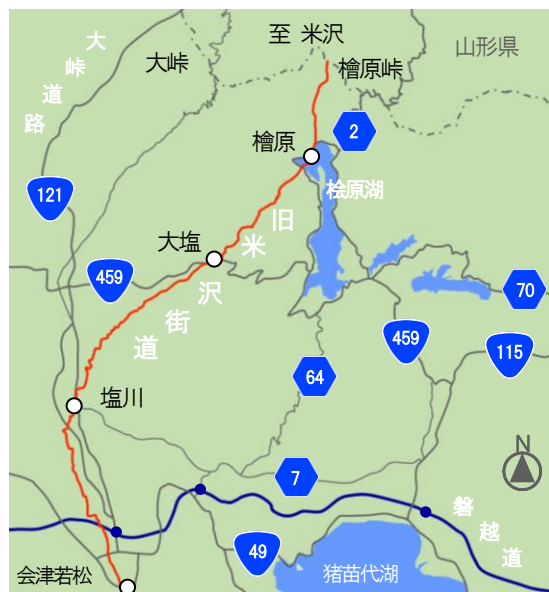 至 米沢
大峠
大峠道路
檜原峠
山形県
2
檜原
121
桧原湖
旧米沢街道
大塩
459
70
459
115
64
塩川
N
7
磐越道
49
会津若松
猪苗代湖